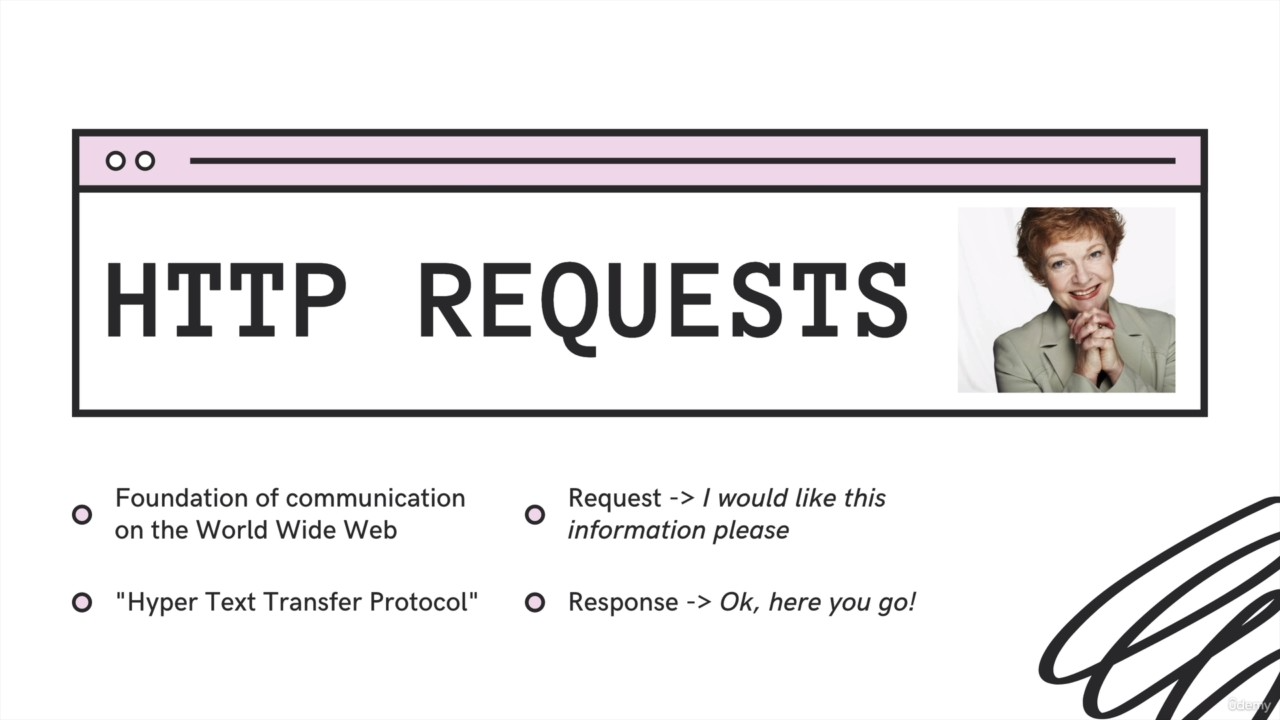 HTTP REQUESTS
Foundation of communication
on the World Wide Web
"Hyper Text Transfer Protocol"
Request -> I would like this
information please
Response -> Ok, here you go!
ûdemy